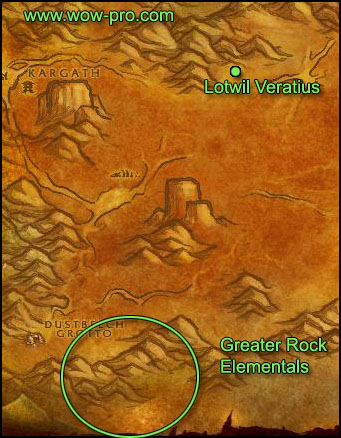 www.wow-pro.com
KARGATH
Lotwil Veratius
DUSTBELCH
GROTTO
Greater Rock
Elementals